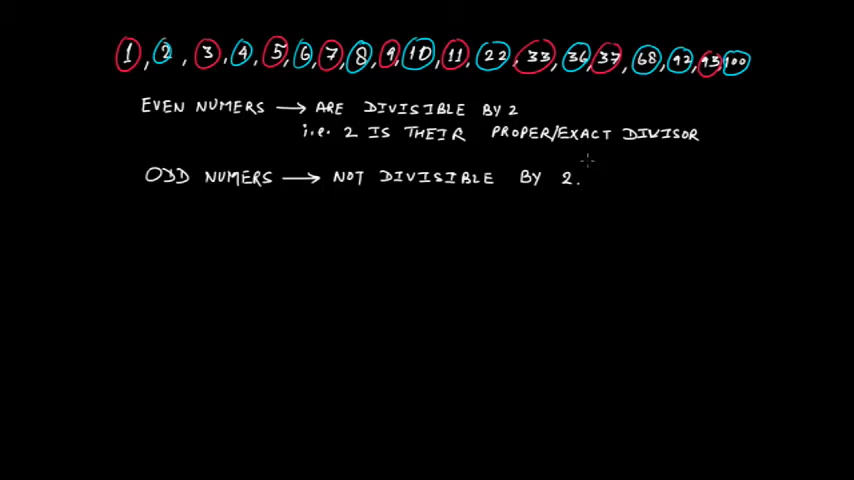 1, 2, 3, 4, 5, 6, 7, 8, 9, 10, 11, 22, 33, 36, 37, 68, 92, 93, 100
EVEN NUMERS → ARE DIVISIBLE BY 2
i.e. 2 IS THEIR PROPER/EXACT DIVISOR
ODD NUMERS → NOT DIVISIBLE BY 2.